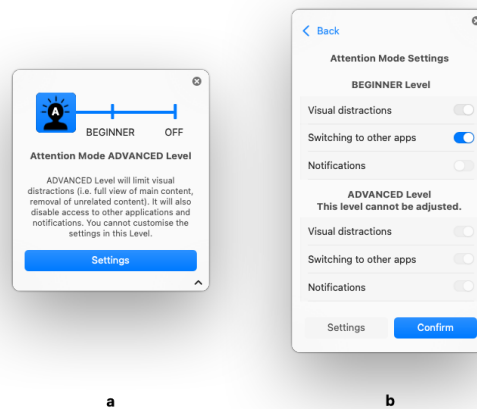 A
BEGINNER OFF
Attention Mode ADVANCED Level
ADVANCED Level will limit visual
distractions (i.e. full view of main content,
removal of unrelated content). It will also
disable access to other applications and
notifications. You cannot customise the
settings in this Level.
Settings
a
Back
Attention Mode Settings
BEGINNER Level
Visual distractions
Switching to other apps
Notifications
ADVANCED Level
This level cannot be adjusted.
Visual distractions
Switching to other apps
Notifications
Settings Confirm
b